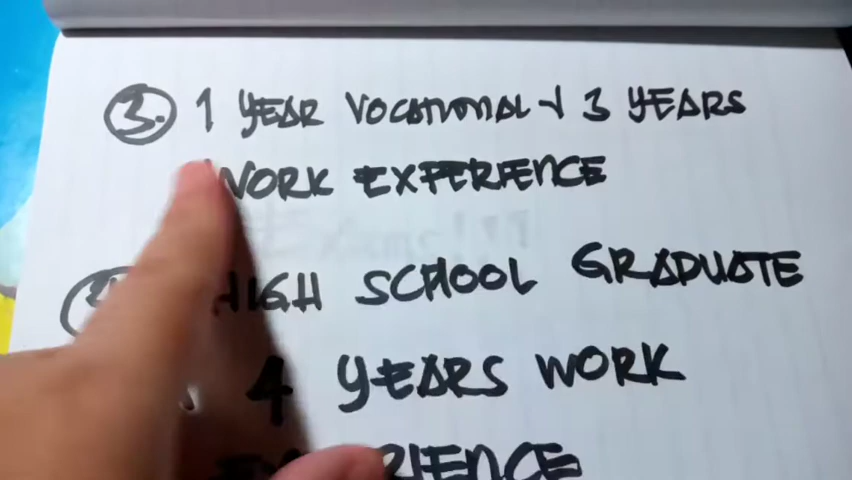 3. 1 YEAR VOCATIONAL + 3 YEARS
WORK EXPERIENCE
HIGH SCHOOL GRADUATE
4 YEARS WORK